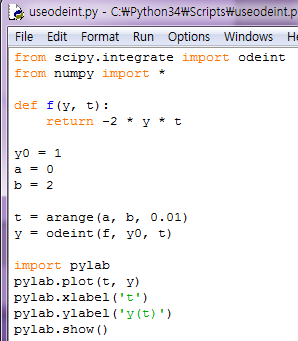 useodeint.py - C:₩Python34₩Scripts₩useodeint.p
File Edit Format Run Options Windows He
from scipy.integrate import odeint
from numpy import *
def f(y, t):
    return -2 * y * t
y0 = 1
a = 0
b = 2
t = arange(a, b, 0.01)
y = odeint(f, y0, t)
import pylab
pylab.plot(t, y)
pylab.xlabel('t')
pylab.ylabel('y(t)')
pylab.show()